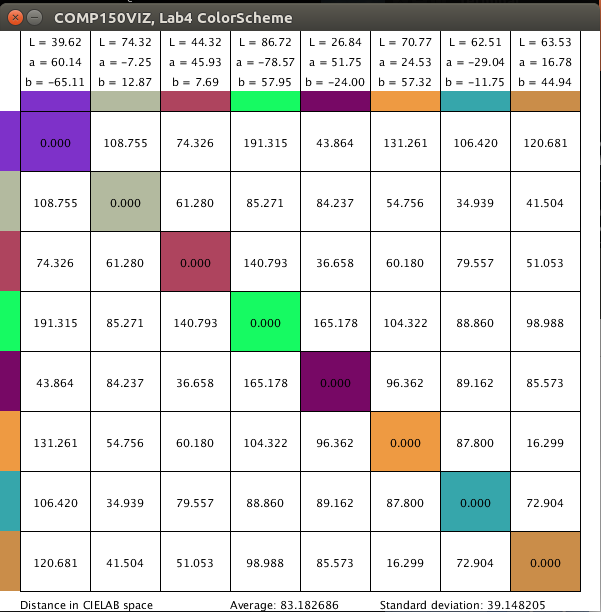 COMP150VIZ, Lab4 ColorScheme
L = 39.62 L = 74.32 L = 44.32 L = 86.72 L = 26.84 L = 70.77 L = 62.51 L = 63.53
a = 60.14 a = -7.25 a = 45.93 a = -78.57 a = 51.75 a = 24.53 a = -29.04 a = 16.78
b = -65.11 b = 12.87 b = 7.69 b = 57.95 b = -24.00 b = 57.32 b = -11.75 b = 44.94
0.000 108.755 74.326 191.315 43.864 131.261 106.420 120.681
108.755 0.000 61.280 85.271 84.237 54.756 34.939 41.504
74.326 61.280 0.000 140.793 36.658 60.180 79.557 51.053
191.315 85.271 140.793 0.000 165.178 104.322 88.860 98.988
43.864 84.237 36.658 165.178 0.000 96.362 89.162 85.573
131.261 54.756 60.180 104.322 96.362 0.000 87.800 16.299
106.420 34.939 79.557 88.860 89.162 87.800 0.000 72.904
120.681 41.504 51.053 98.988 85.573 16.299 72.904 0.000
Distance in CIELAB space Average: 83.182686 Standard deviation: 39.148205